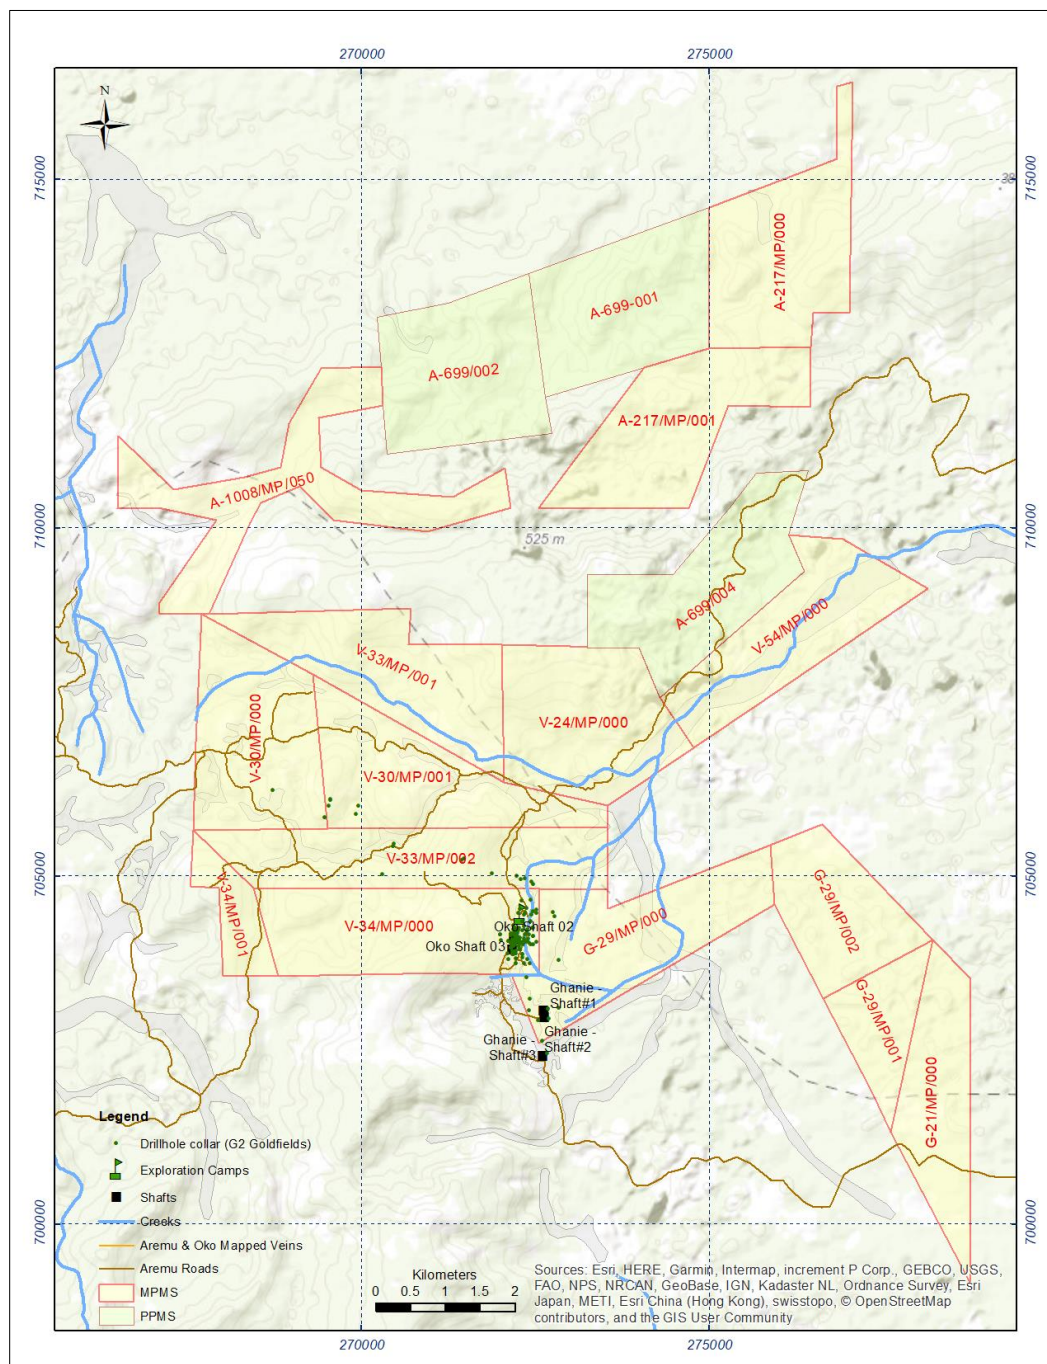 270000
275000
N
715000
715000
38
A-217/MP/000
A-699-001
A-699/002
A-217/MP/001
A-1008/MP/050
710000
710000
525 m
A-699/004
V-54/MP/000
V-33/MP/001
V-24/MP/000
V-30/MP/000
V-30/MP/001
V-33/MP/002
705000
705000
V-34/MP/001
V-34/MP/000
Oko Shaft 02
Oko Shaft 03
G-29/MP/000
G-29/MP/002
G-29/MP/001
G-21/MP/000
Ghanie -
Shaft#1
Ghanie -
Shaft#2
Ghanie -
Shaft#3
Legend
Drillhole collar (G2 Goldfields)
Exploration Camps
Shafts
Creeks
Aremu & Oko Mapped Veins
Aremu Roads
MPMS
PPMS
700000
700000
Kilometers
0 0.5 1 1.5 2
Sources: Esri, HERE, Garmin, Intermap, increment P Corp., GEBCO, USGS,
FAO, NPS, NRCAN, GeoBase, IGN, Kadaster NL, Ordnance Survey, Esri
Japan, METI, Esri China (Hong Kong), swisstopo, © OpenStreetMap
contributors, and the GIS User Community
270000
275000